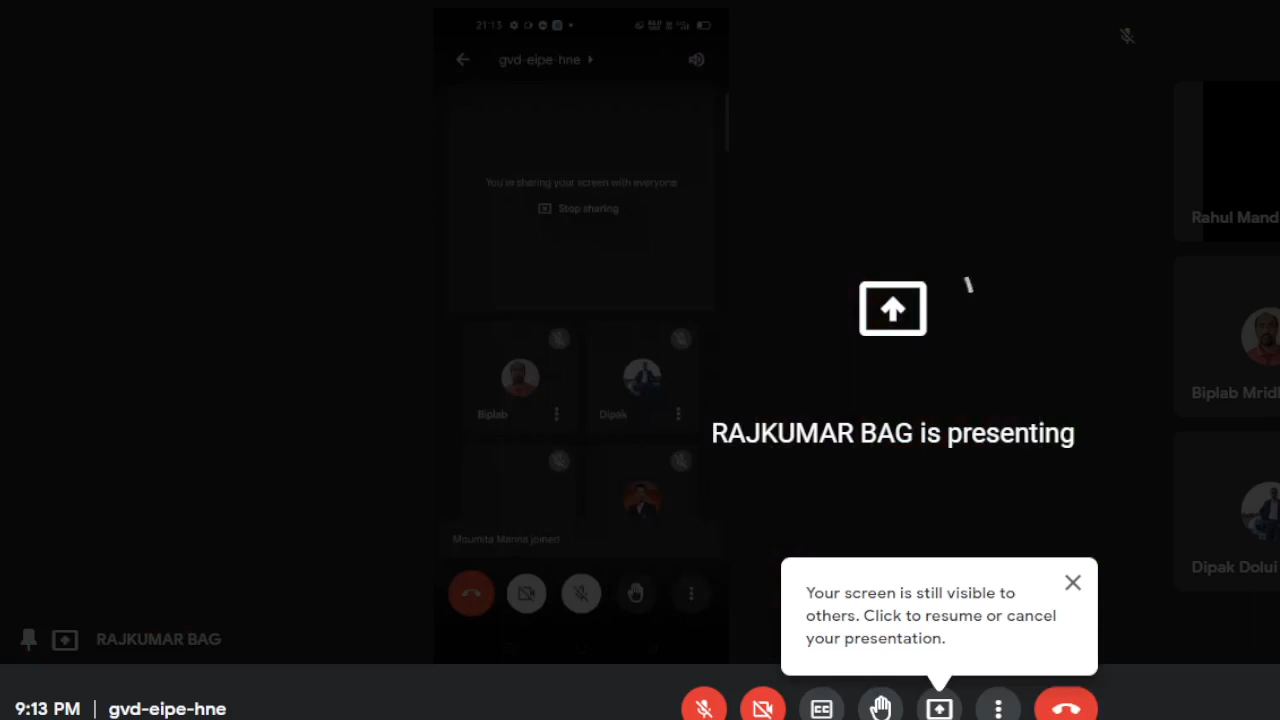 21:13
gvd-eipe-hne
You're sharing your screen with everyone
Stop sharing
Rahul Mand
Biplab
Dipak
Biplab Mridh
RAJKUMAR BAG is presenting
Moumita Manna joined
Dipak Dolui
Your screen is still visible to
others. Click to resume or cancel
your presentation.
RAJKUMAR BAG
9:13 PM | gvd-eipe-hne
CC